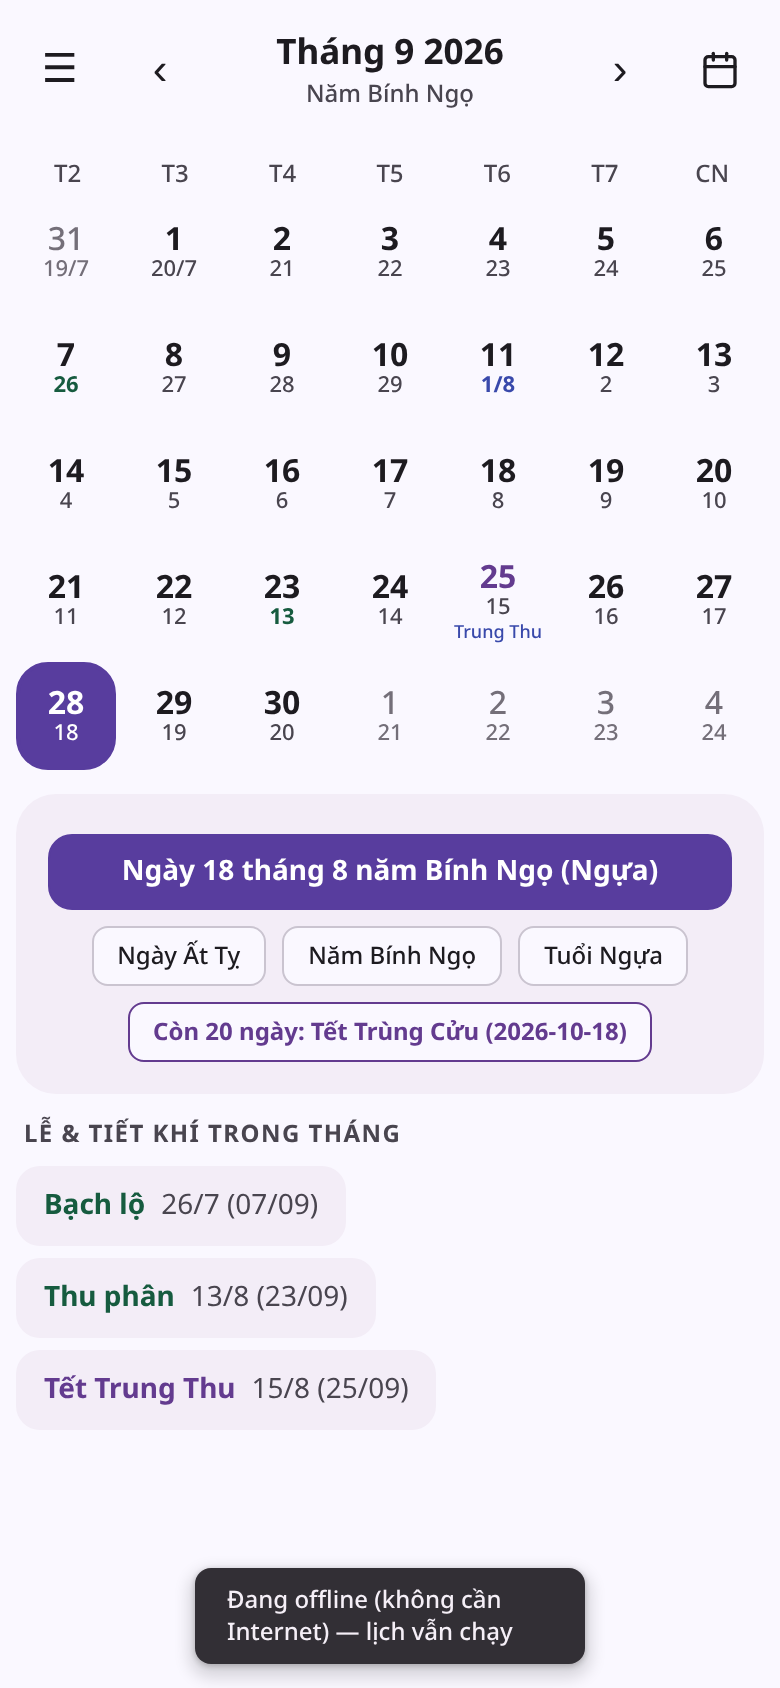 ☰ ‹ Tháng 9 2026 ›
Năm Bính Ngọ
T2 T3 T4 T5 T6 T7 CN
31 1 2 3 4 5 6
19/7 20/7 21 22 23 24 25
7 8 9 10 11 12 13
26 27 28 29 1/8 2 3
14 15 16 17 18 19 20
4 5 6 7 8 9 10
21 22 23 24 25 26 27
11 12 13 14 15 16 17
Trung Thu
28 29 30 1 2 3 4
18 19 20 21 22 23 24
Ngày 18 tháng 8 năm Bính Ngọ (Ngựa)
Ngày Ất Tỵ Năm Bính Ngọ Tuổi Ngựa
Còn 20 ngày: Tết Trùng Cửu (2026-10-18)
LỄ & TIẾT KHÍ TRONG THÁNG
Bạch lộ 26/7 (07/09)
Thu phân 13/8 (23/09)
Tết Trung Thu 15/8 (25/09)
Đang offline (không cần
Internet) — lịch vẫn chạy